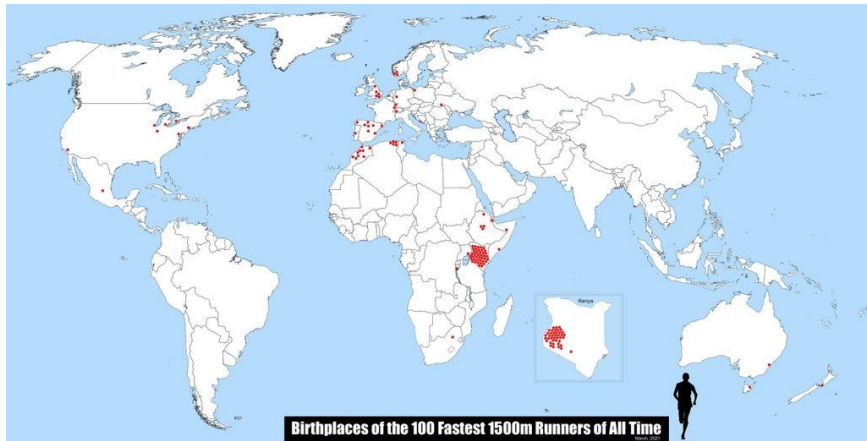 Kenya
Birthplaces of the 100 Fastest 1500m Runners of All Time
March, 2021